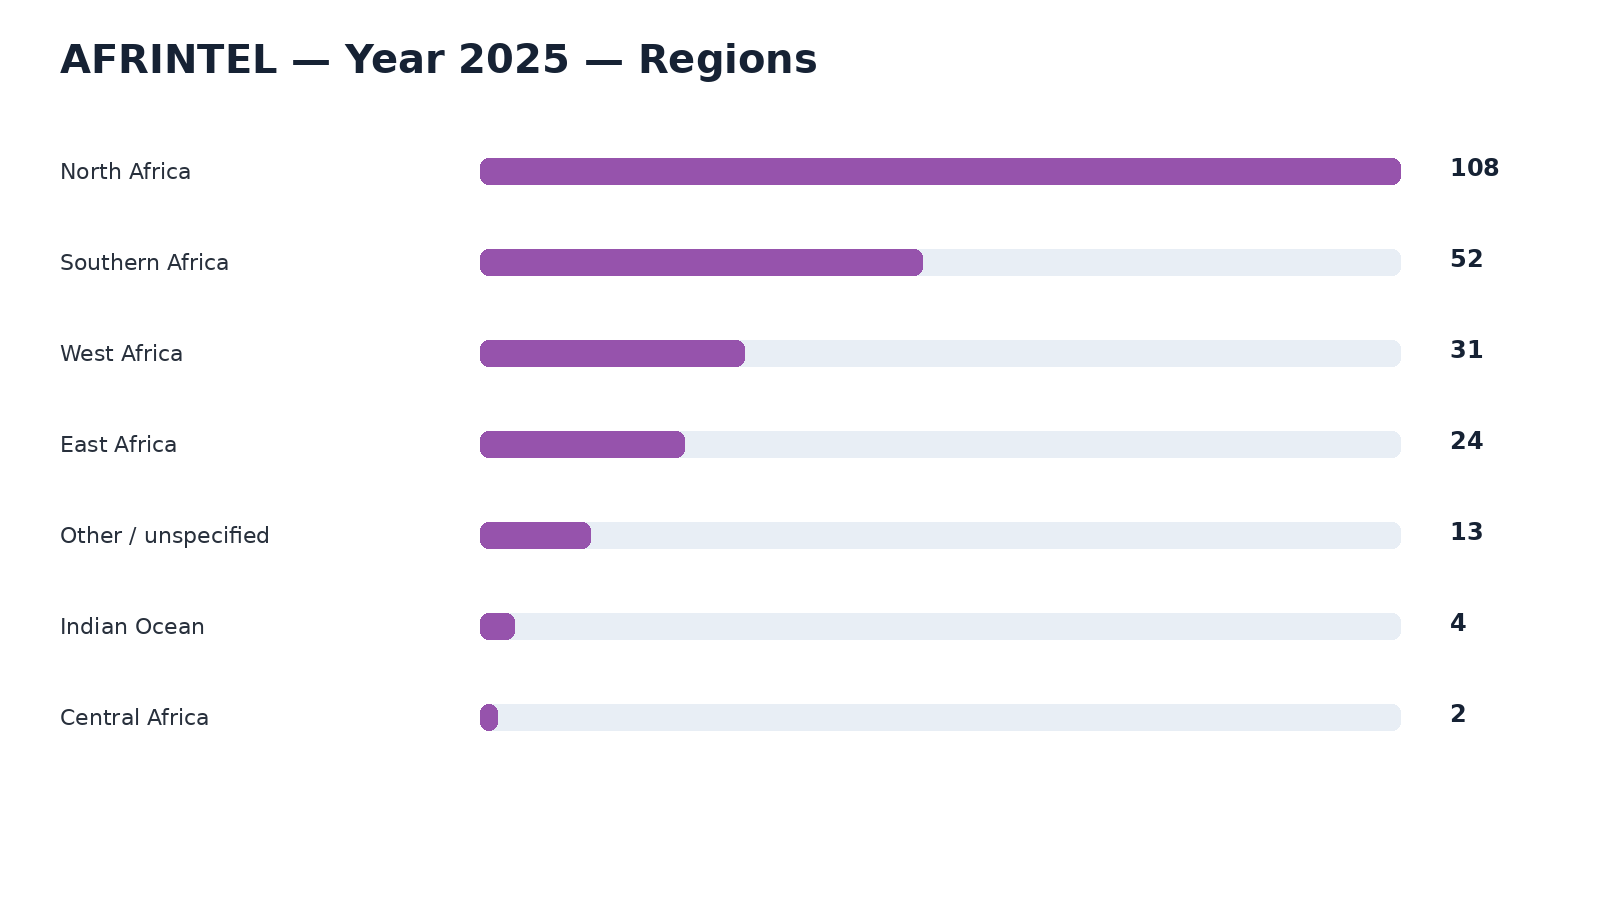 AFRINTEL — Year 2025 — Regions
North Africa 108
Southern Africa 52
West Africa 31
East Africa 24
Other / unspecified 13
Indian Ocean 4
Central Africa 2